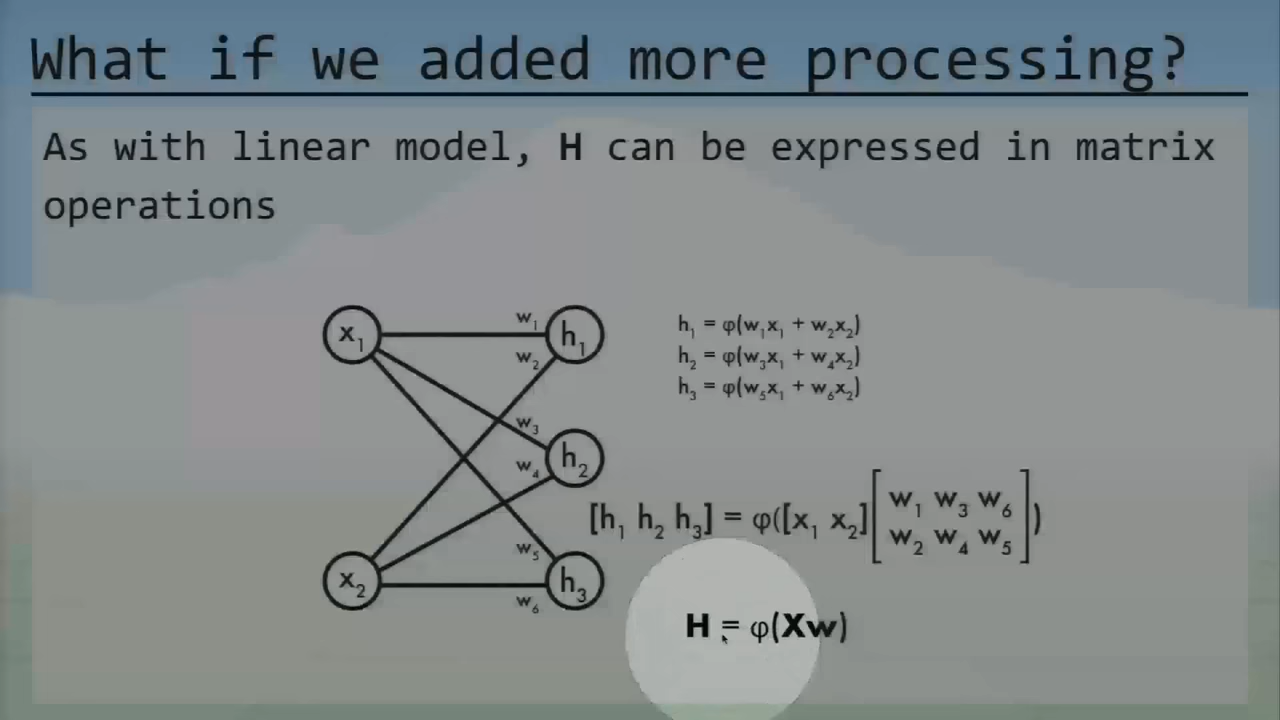 What if we added more processing?
As with linear model, H can be expressed in matrix
operations
x₁
w₁
h₁
w₂
h₁ = φ(w₁x₁ + w₂x₂)
h₂ = φ(w₃x₁ + w₄x₂)
h₃ = φ(w₅x₁ + w₆x₂)
w₃
w₄
h₂
[h₁ h₂ h₃] = φ([x₁ x₂][w₁ w₃ w₆
w₂ w₄ w₅])
x₂
w₅
h₃
w₆
H = φ(Xw)